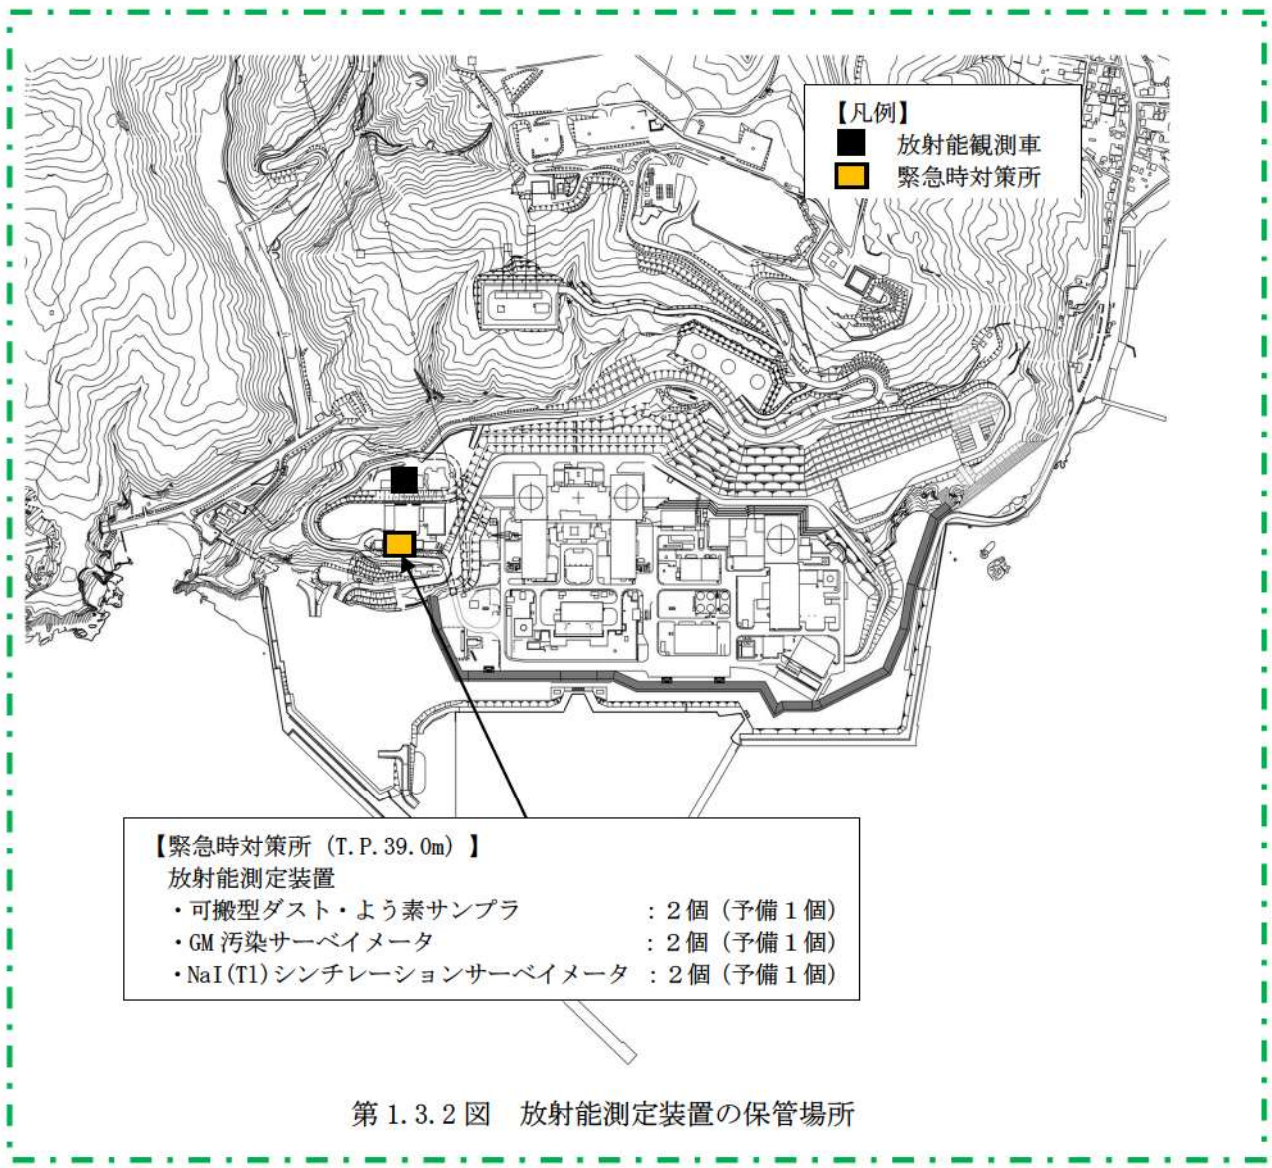 【凡例】
放射能観測車
緊急時対策所
【緊急時対策所（T.P.39.0m）】
放射能測定装置
・可搬型ダスト・よう素サンプラ ：２個（予備１個）
・GM 汚染サーベイメータ ：２個（予備１個）
・NaI(Tl)シンチレーションサーベイメータ ：２個（予備１個）
第 1.3.2 図　放射能測定装置の保管場所